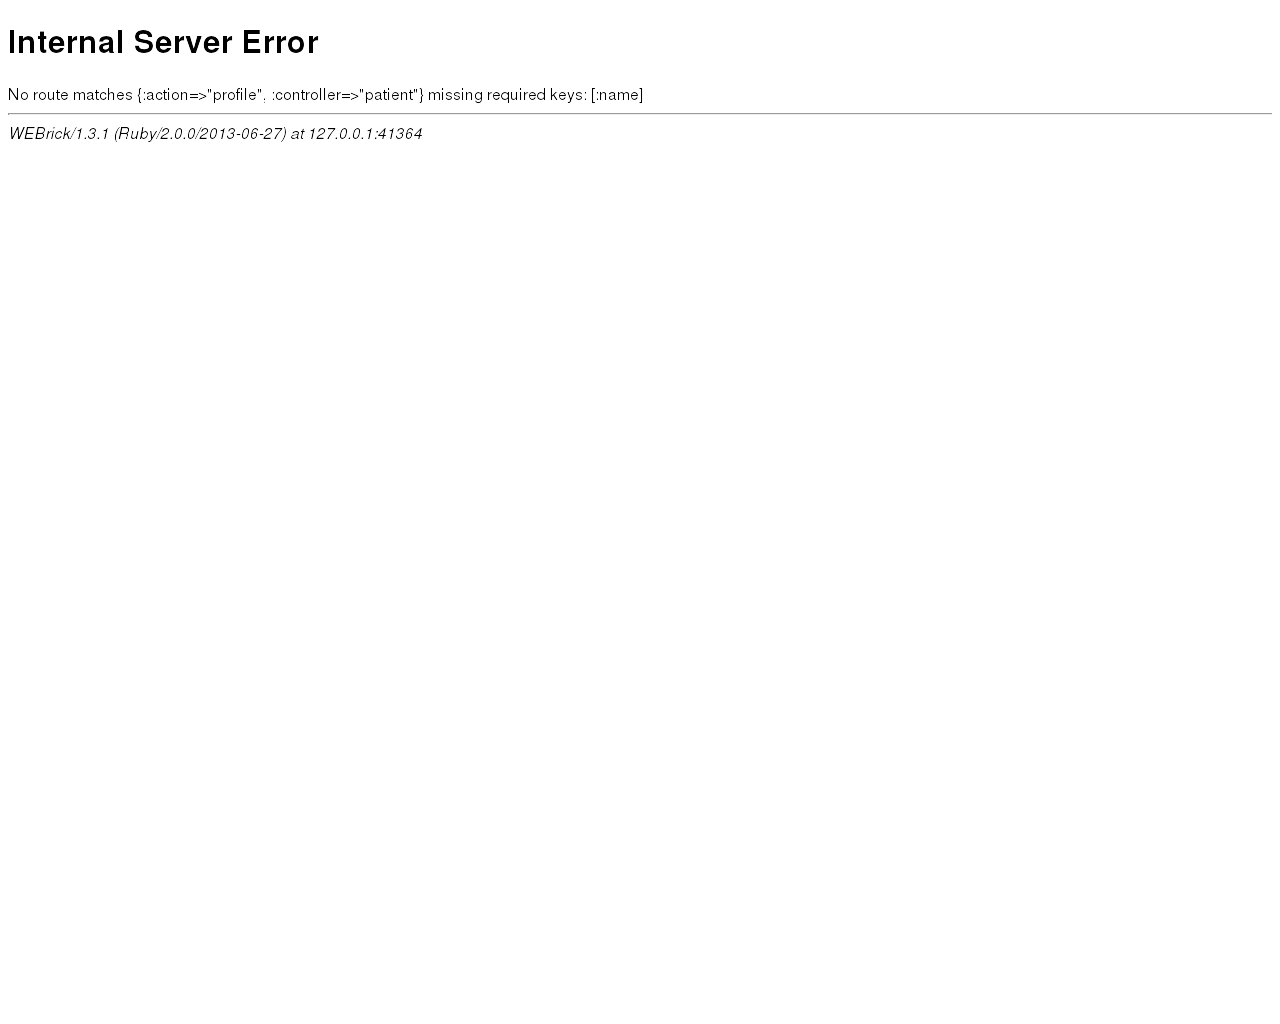 Internal Server Error
No route matches {:action=>"profile", :controller=>"patient"} missing required keys: [:name]
WEBrick/1.3.1 (Ruby/2.0.0/2013-06-27) at 127.0.0.1:41364